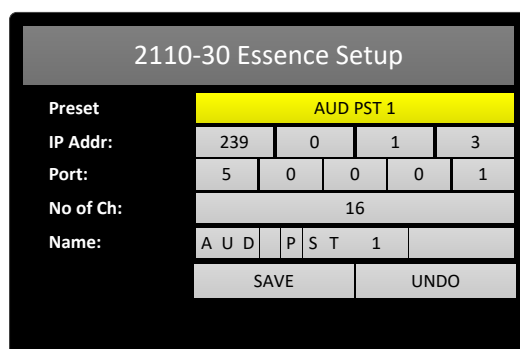 2110-30 Essence Setup
Preset AUD PST 1
IP Addr: 239 0 1 3
Port: 5 0 0 0 1
No of Ch: 16
Name: A U D P S T 1
SAVE UNDO